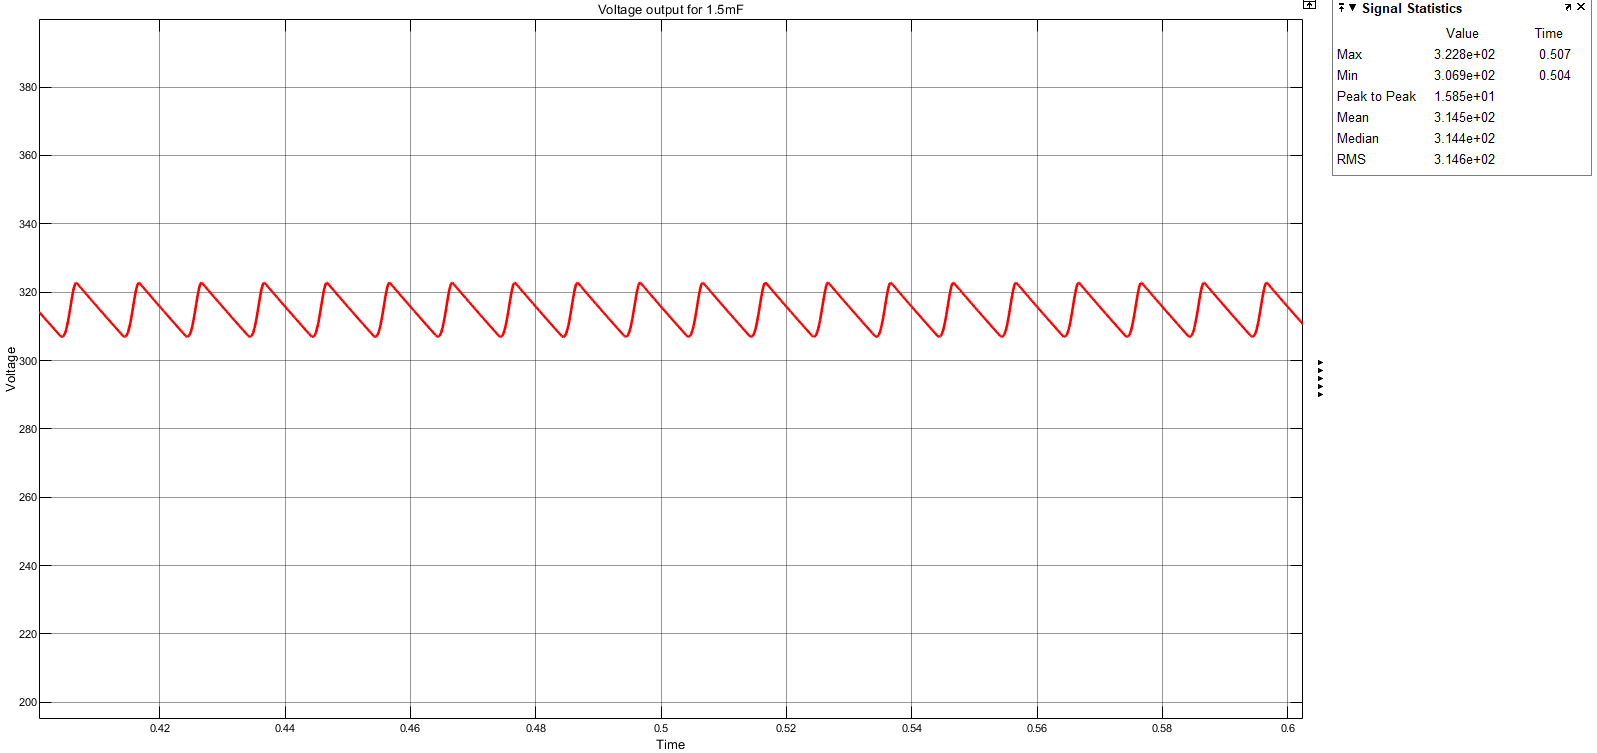 Voltage output for 1.5mF
Voltage
380
360
340
320
300
280
260
240
220
200
0.42 0.44 0.46 0.48 0.5 0.52 0.54 0.56 0.58 0.6
Time
Signal Statistics
Value Time
Max 3.228e+02 0.507
Min 3.069e+02 0.504
Peak to Peak 1.585e+01
Mean 3.145e+02
Median 3.144e+02
RMS 3.146e+02